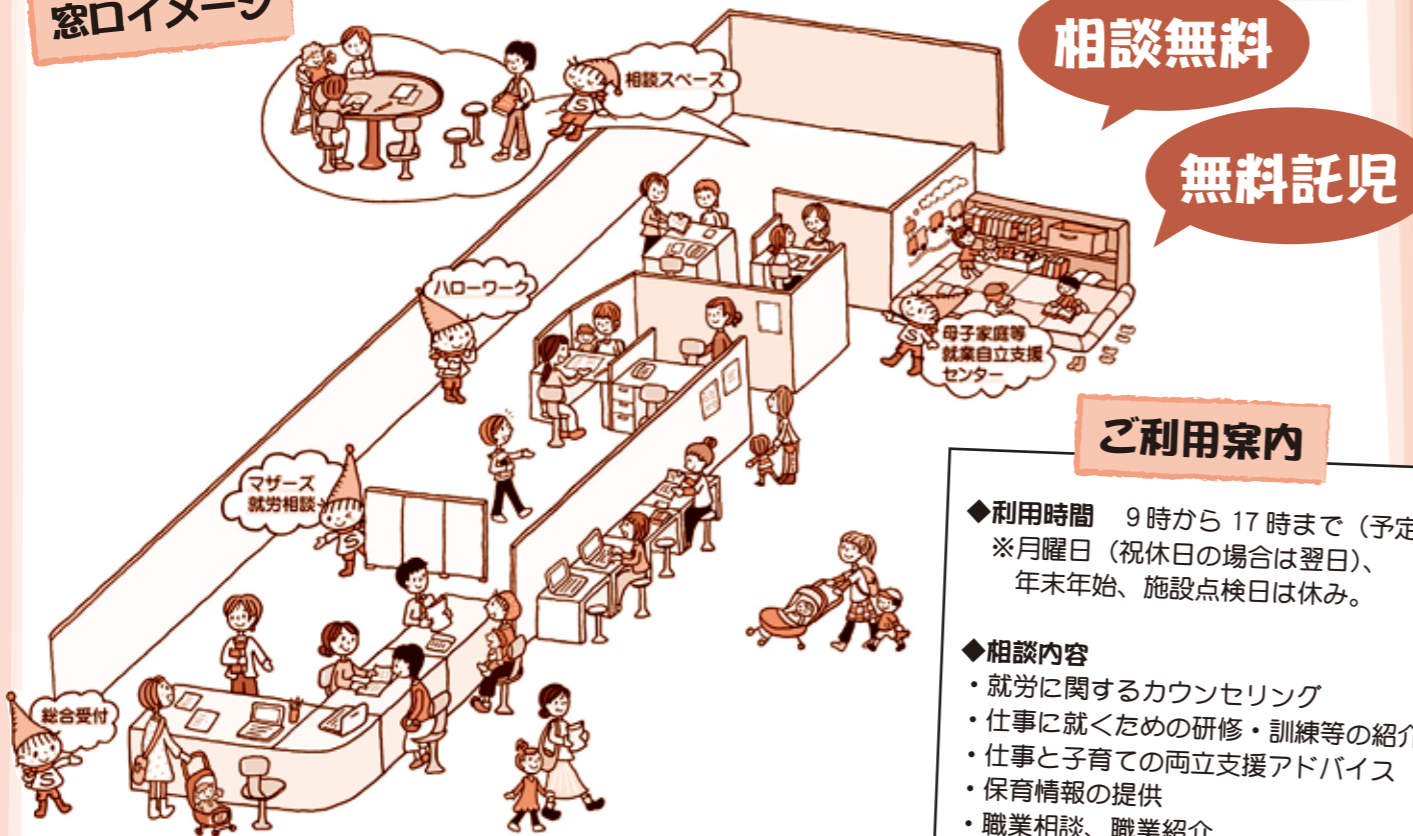 窓口イメージ
相談無料
無料託児
相談スペース
ハローワーク
母子家庭等
就業自立支援
センター
マザーズ
就労相談
総合受付
S
S
S
S
S
ご利用案内
◆利用時間　9時から 17 時まで（予定
※月曜日（祝休日の場合は翌日）、
年末年始、施設点検日は休み。
◆相談内容
・就労に関するカウンセリング
・仕事に就くための研修・訓練等の紹介
・仕事と子育ての両立支援アドバイス
・保育情報の提供
・職業相談、職業紹介